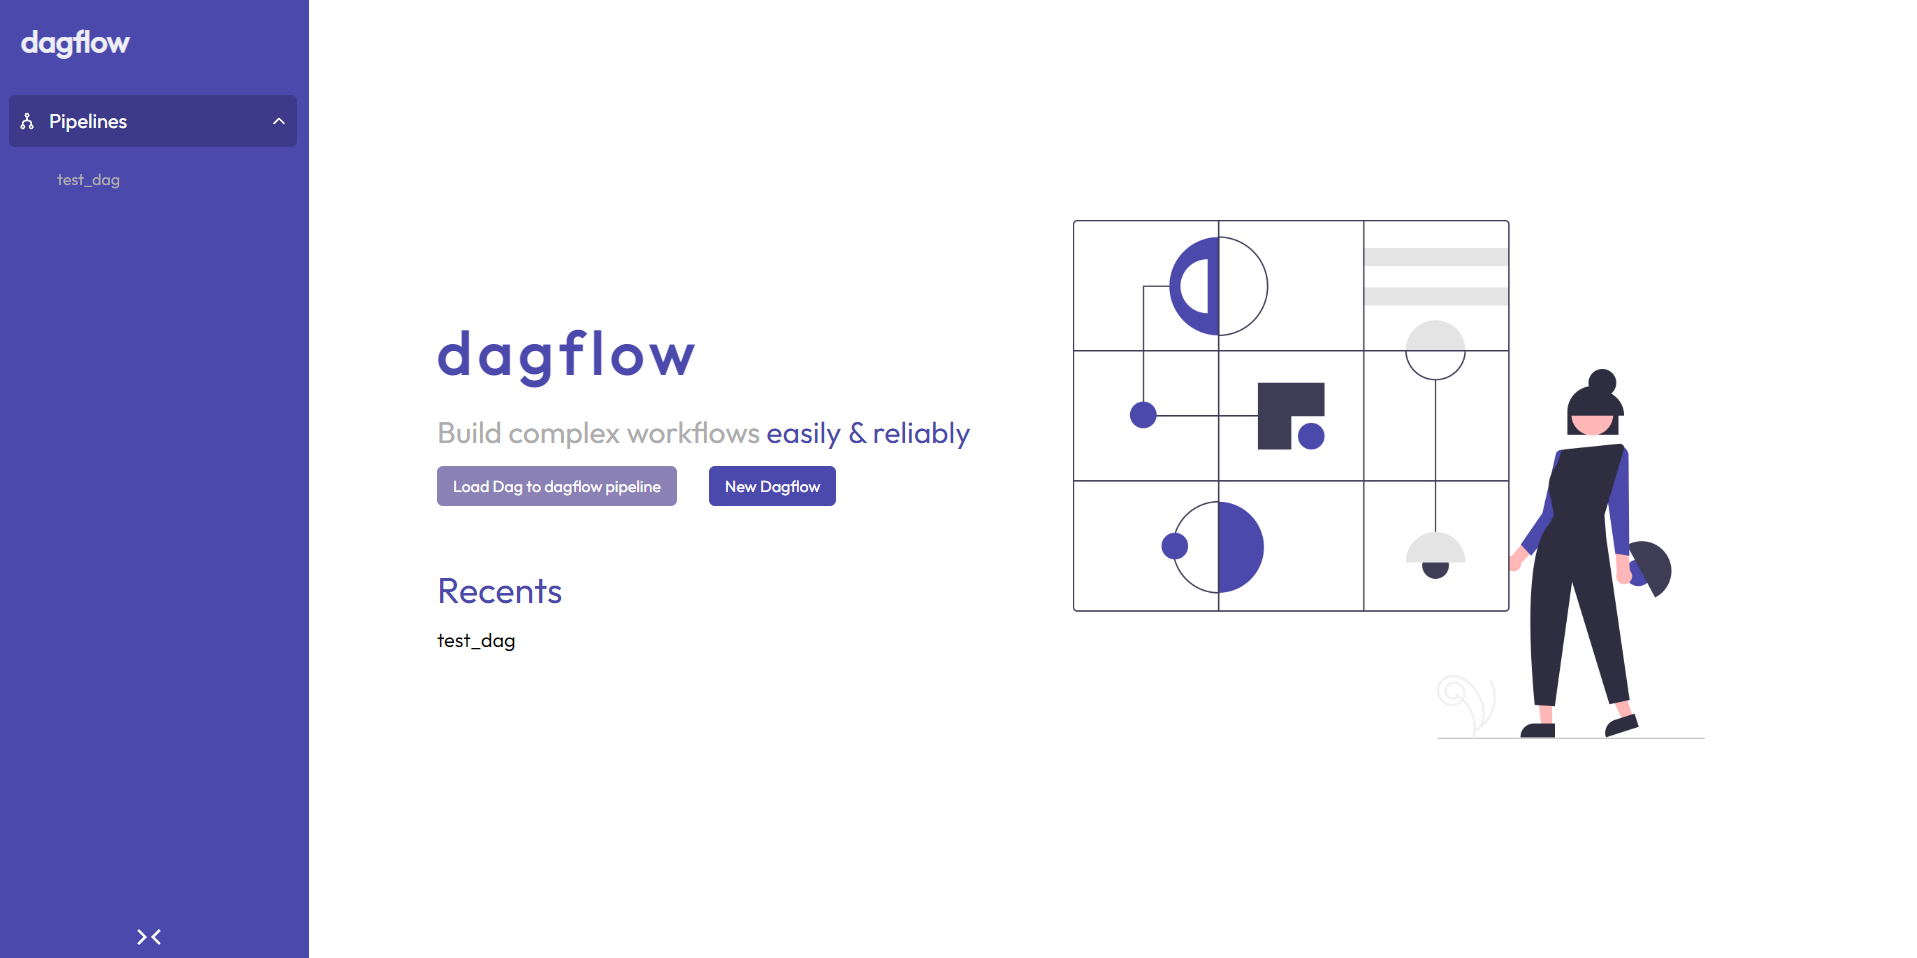 dagflow
Pipelines
test_dag
dagflow
Build complex workflows easily & reliably
Load Dag to dagflow pipeline
New Dagflow
Recents
test_dag